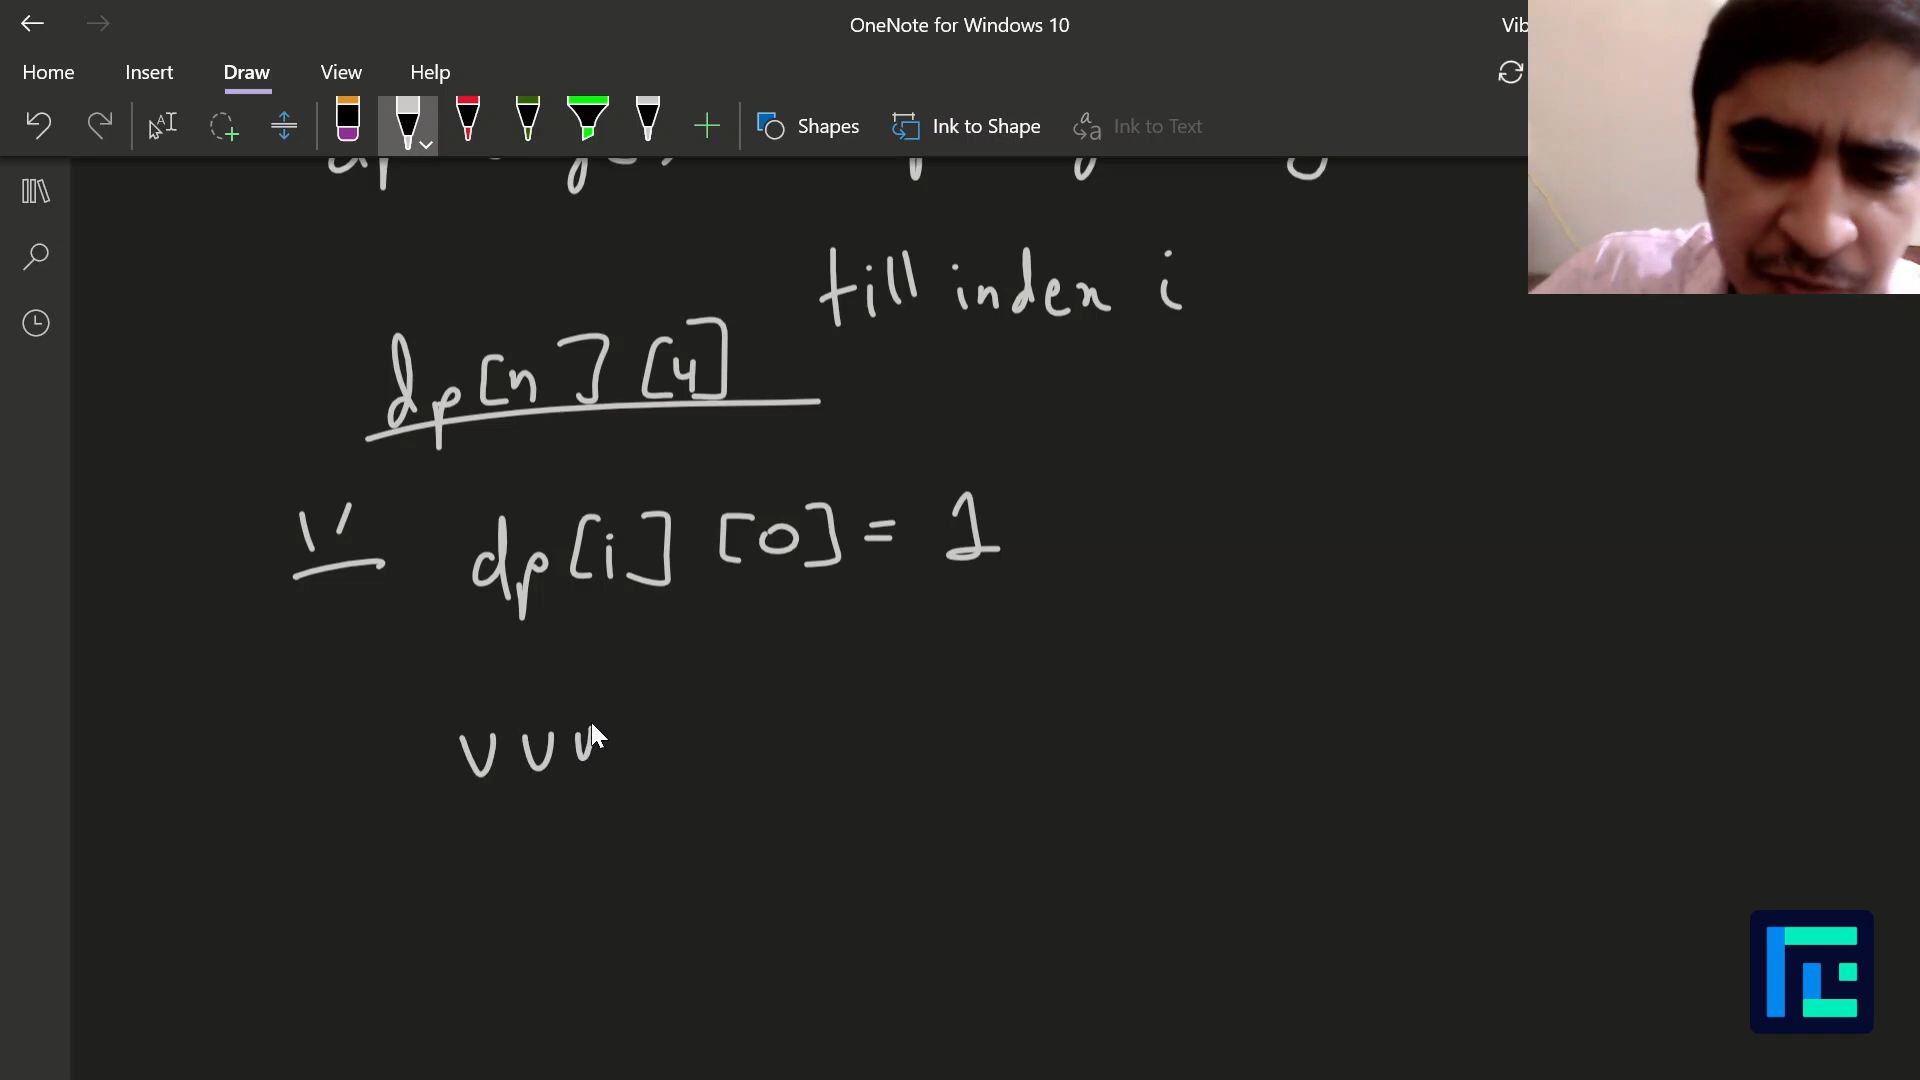 OneNote for Windows 10
Vib
Home Insert Draw View Help
Shapes Ink to Shape Ink to Text
till index i
dp[n][4]
'' dp[i][0] = 1
v v v